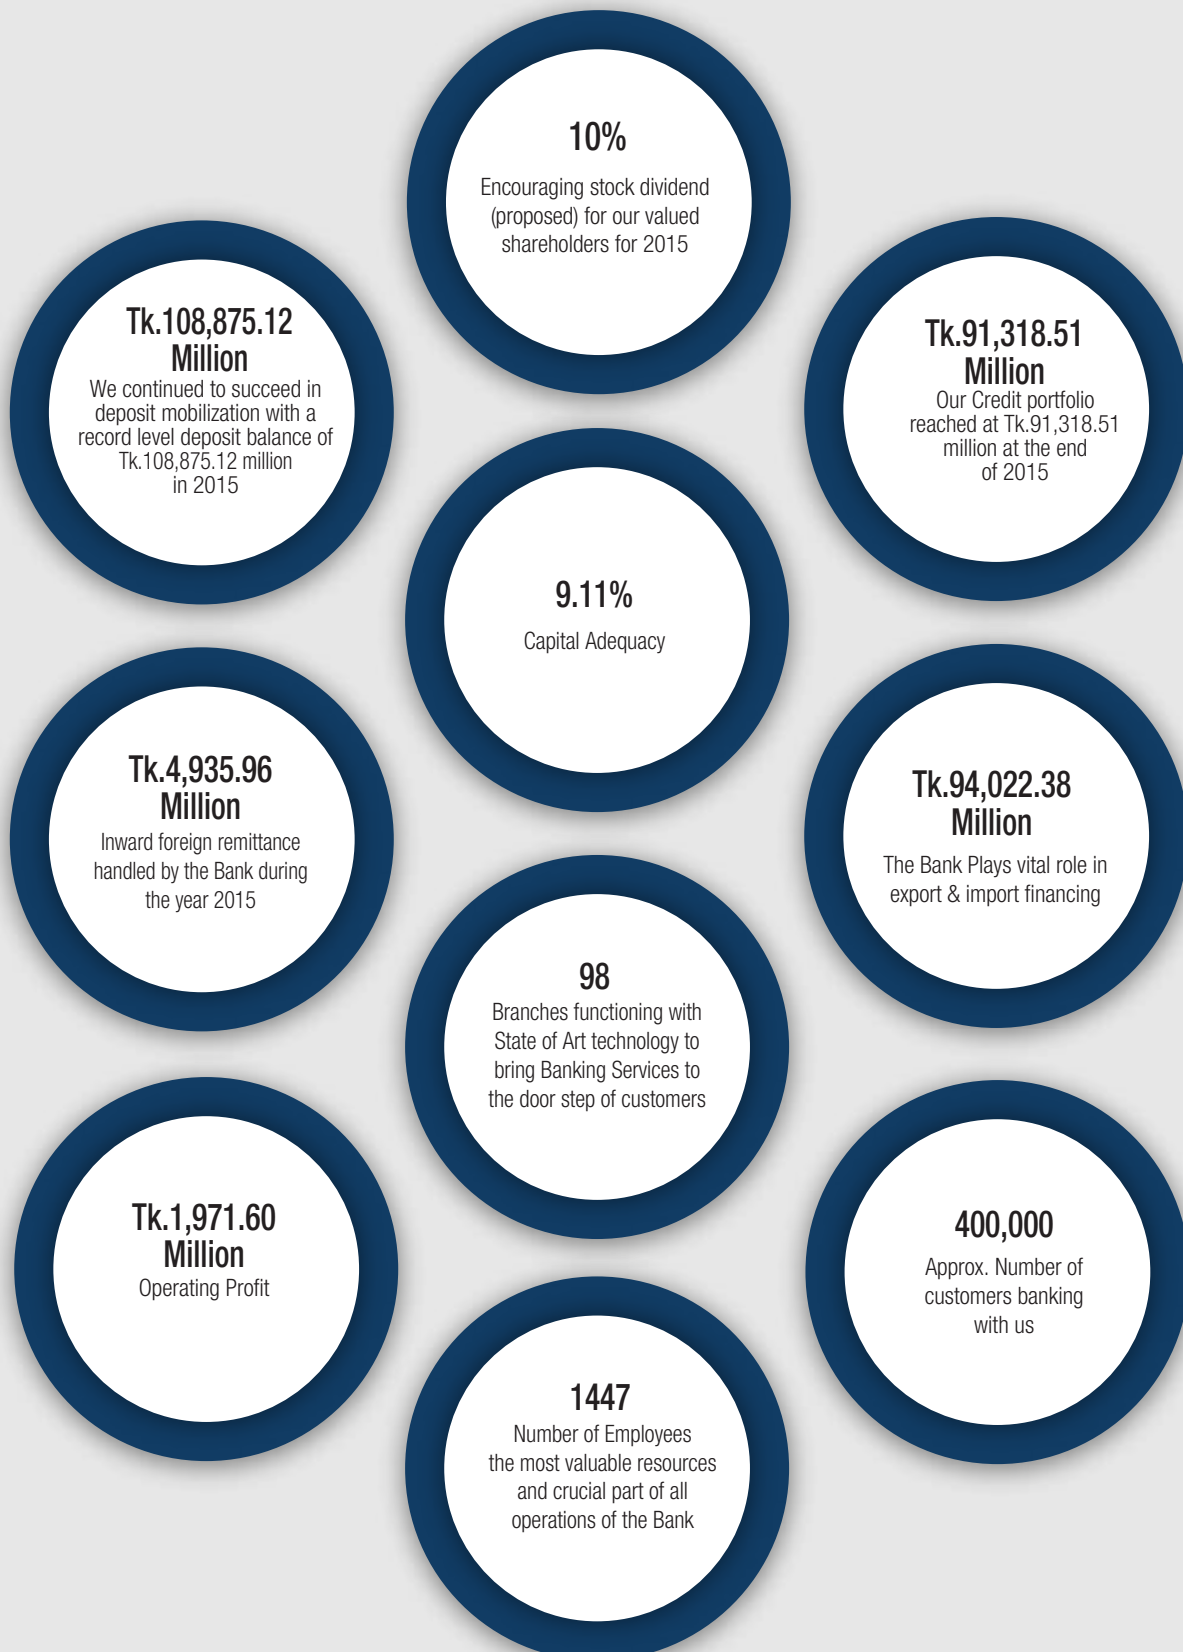 10%
Encouraging stock dividend
(proposed) for our valued
shareholders for 2015
Tk.108,875.12
Million
We continued to succeed in
deposit mobilization with a
record level deposit balance of
Tk.108,875.12 million
in 2015
Tk.91,318.51
Million
Our Credit portfolio
reached at Tk.91,318.51
million at the end
of 2015
9.11%
Capital Adequacy
Tk.4,935.96
Million
Inward foreign remittance
handled by the Bank during
the year 2015
Tk.94,022.38
Million
The Bank Plays vital role in
export & import financing
98
Branches functioning with
State of Art technology to
bring Banking Services to
the door step of customers
Tk.1,971.60
Million
Operating Profit
400,000
Approx. Number of
customers banking
with us
1447
Number of Employees
the most valuable resources
and crucial part of all
operations of the Bank